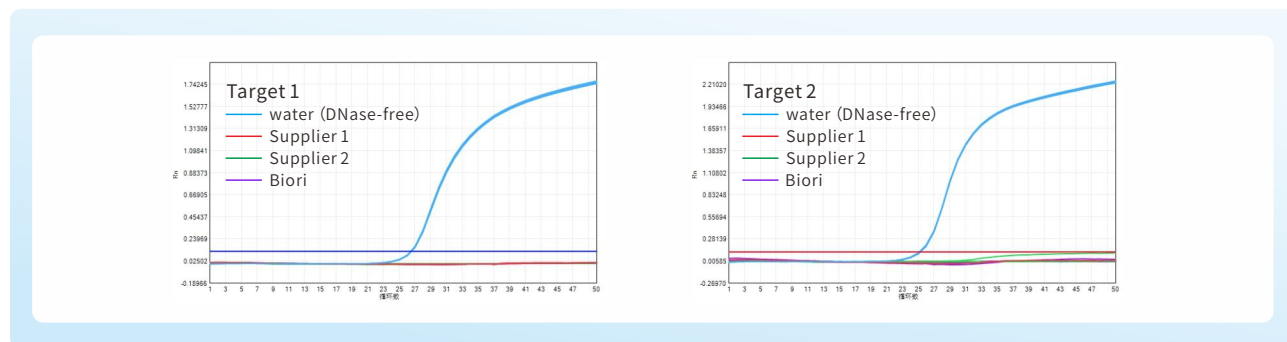 Target 1
water (DNase-free)
Supplier 1
Supplier 2
Biori
1.74245
1.52777
1.31309
1.09841
0.88373
0.66905
0.45437
0.23969
0.02502
-0.18966
Rn
1 3 5 7 9 11 13 15 17 19 21 23 25 27 29 31 33 35 37 39 41 43 45 47 50
循环数
Target 2
water (DNase-free)
Supplier 1
Supplier 2
Biori
2.21020
1.93466
1.65911
1.38357
1.10802
0.83248
0.55694
0.28139
0.00585
-0.26970
Rn
1 3 5 7 9 11 13 15 17 19 21 23 25 27 29 31 33 35 37 39 41 43 45 47 50
循环数